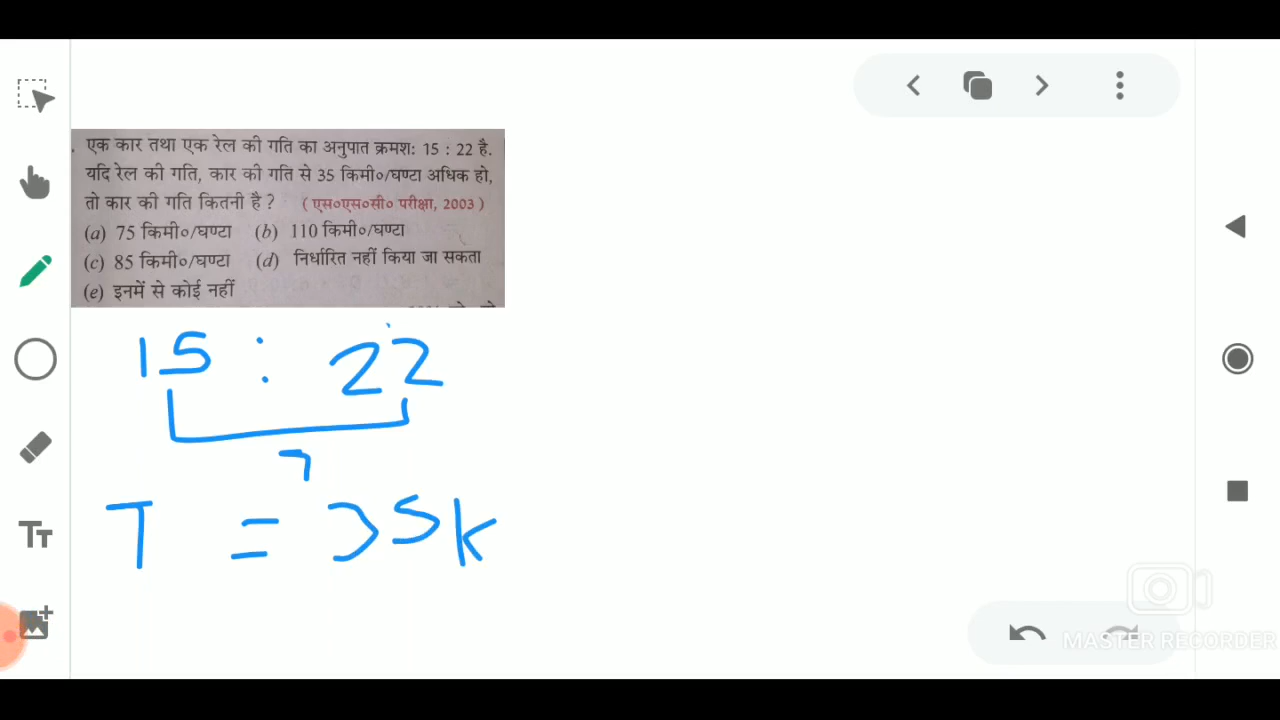 . एक कार तथा एक रेल की गति का अनुपात क्रमश: 15 : 22 है.
यदि रेल की गति, कार की गति से 35 किमी०/घण्टा अधिक हो,
तो कार की गति कितनी है ? ( एस०एस०सी० परीक्षा, 2003 )
(a) 75 किमी०/घण्टा (b) 110 किमी०/घण्टा
(c) 85 किमी०/घण्टा (d) निर्धारित नहीं किया जा सकता
(e) इनमें से कोई नहीं
15 : 22
7
7 = 35k
TT
MASTER RECORDER